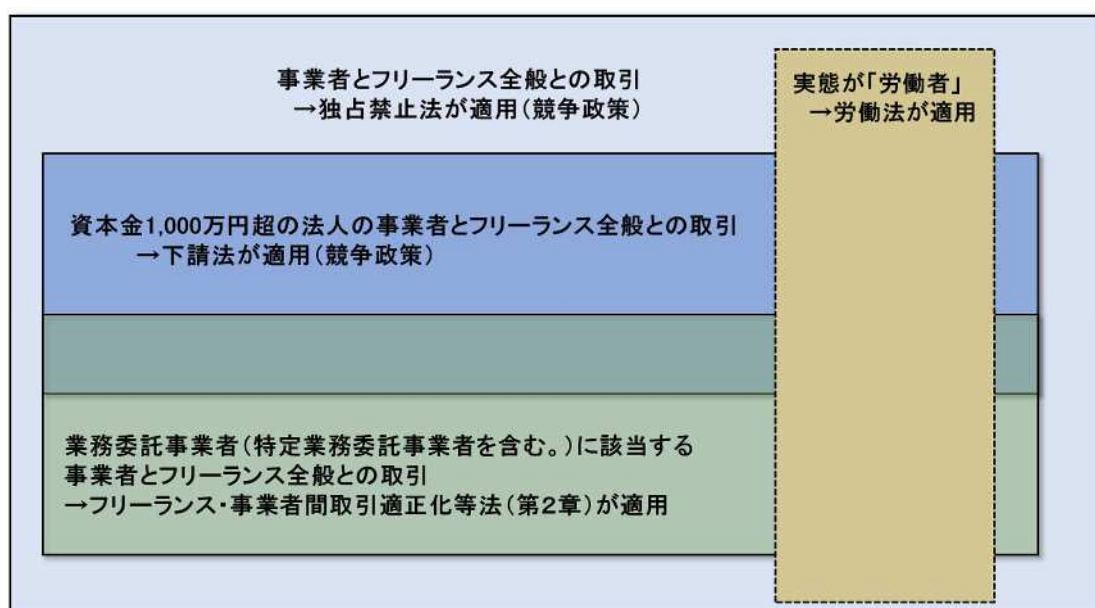 事業者とフリーランス全般との取引
→独占禁止法が適用(競争政策)
実態が「労働者」
→労働法が適用
資本金1,000万円超の法人の事業者とフリーランス全般との取引
→下請法が適用(競争政策)
業務委託事業者(特定業務委託事業者を含む。)に該当する
事業者とフリーランス全般との取引
→フリーランス・事業者間取引適正化等法(第2章)が適用